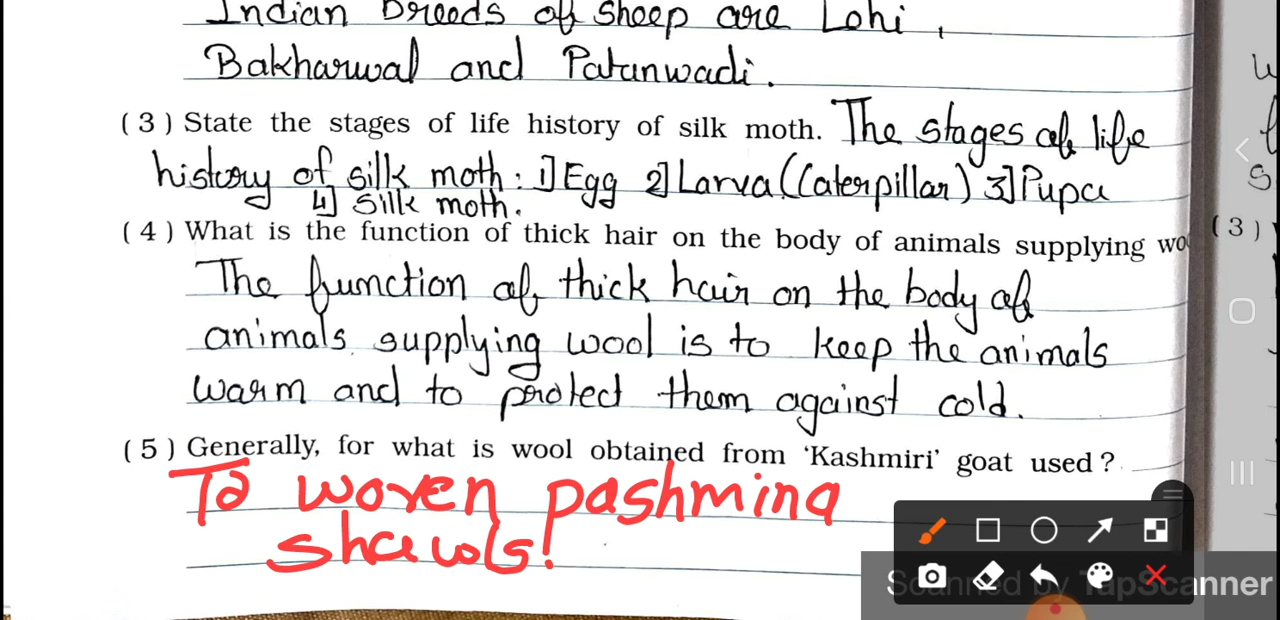 Indian Breeds of Sheep are Lohi,
Bakharwal and Patanwadi.
(3) State the stages of life history of silk moth. The stages of life
history of silk moth: 1] Egg 2] Larva (Caterpillar) 3] Pupa
4] Silk moth.
(4) What is the function of thick hair on the body of animals supplying wo
The function of thick hair on the body of
animals supplying wool is to keep the animals
warm and to protect them against cold.
(5) Generally, for what is wool obtained from 'Kashmiri' goat used?
To woven pashmina
shawls.
(3)
Scanned by TapScanner